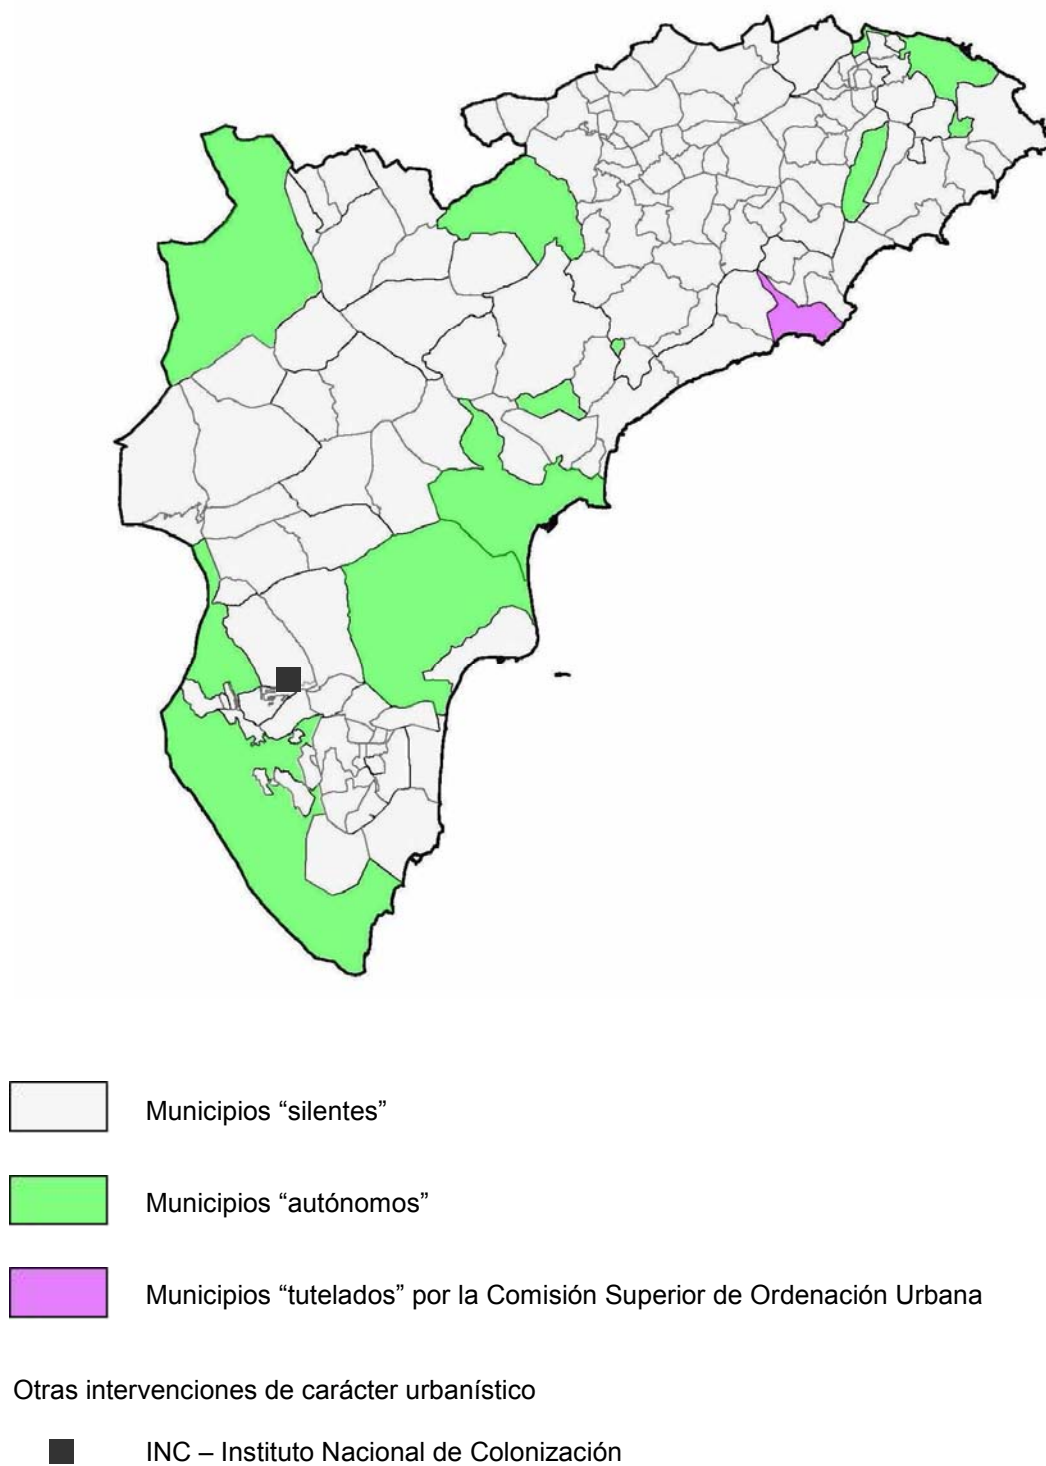 Municipios “silentes”
Municipios “autónomos”
Municipios “tutelados” por la Comisión Superior de Ordenación Urbana
Otras intervenciones de carácter urbanístico
INC – Instituto Nacional de Colonización